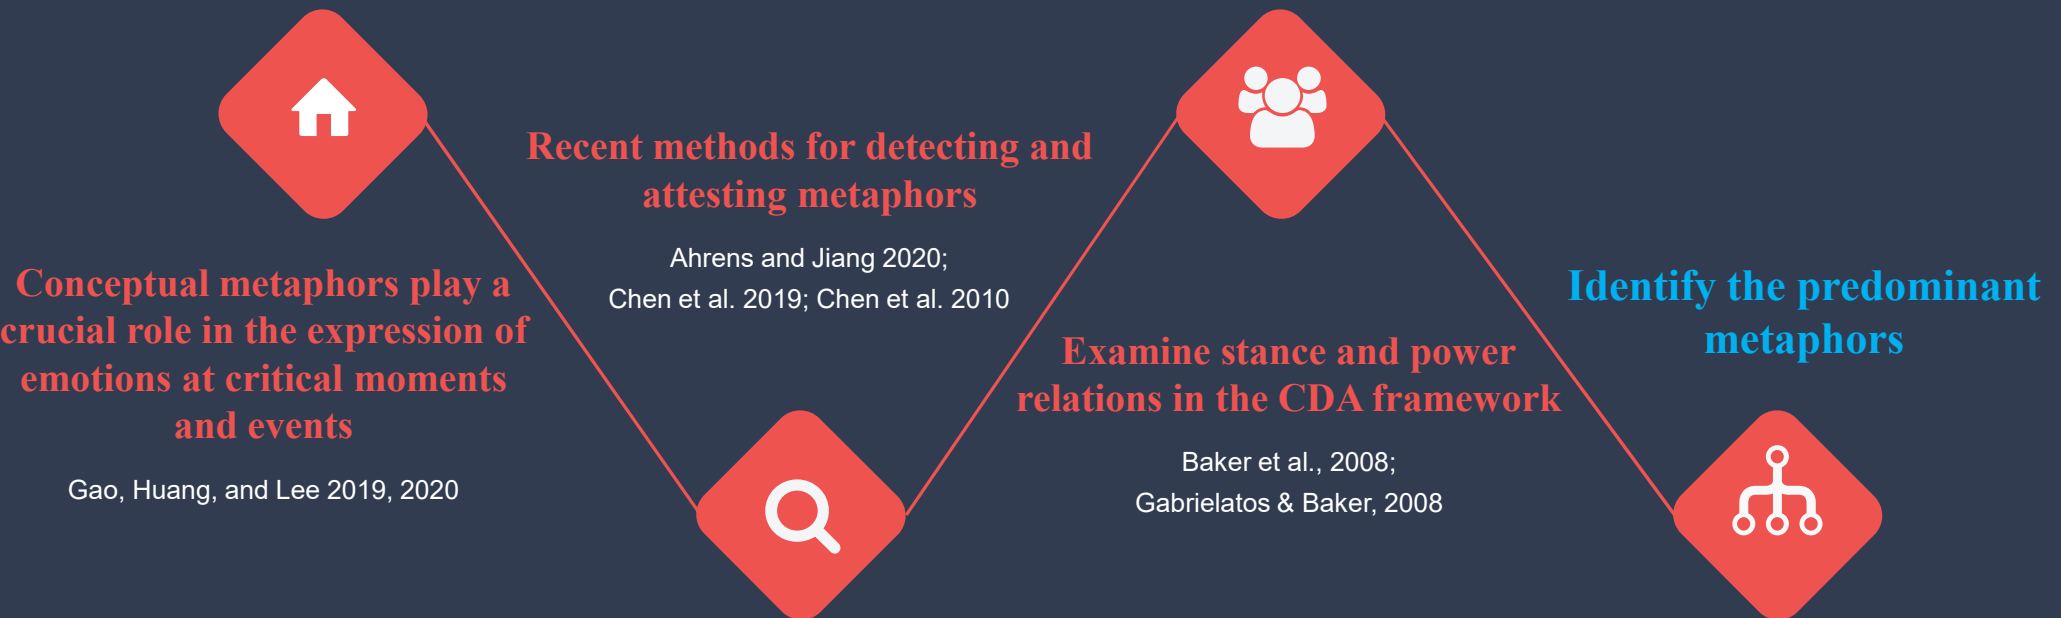 Conceptual metaphors play a
crucial role in the expression of
emotions at critical moments
and events
Gao, Huang, and Lee 2019, 2020
Recent methods for detecting and
attesting metaphors
Ahrens and Jiang 2020;
Chen et al. 2019; Chen et al. 2010
Examine stance and power
relations in the CDA framework
Baker et al., 2008;
Gabrielatos & Baker, 2008
Identify the predominant
metaphors